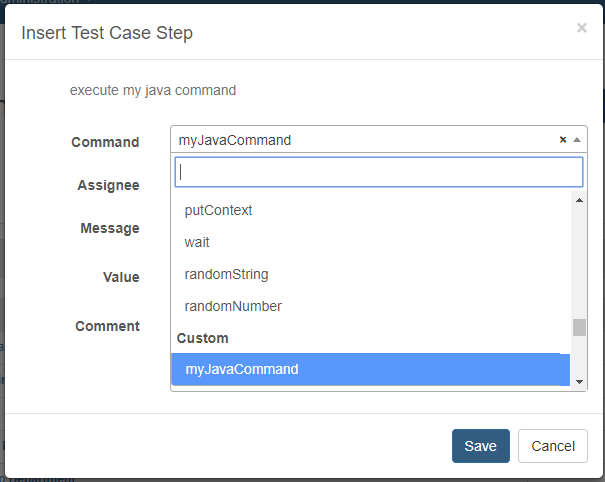 Insert Test Case Step
×
execute my java command
Command
myJavaCommand
×
Assignee
putContext
Message
wait
Value
randomString
randomNumber
Comment
Custom
myJavaCommand
Save
Cancel